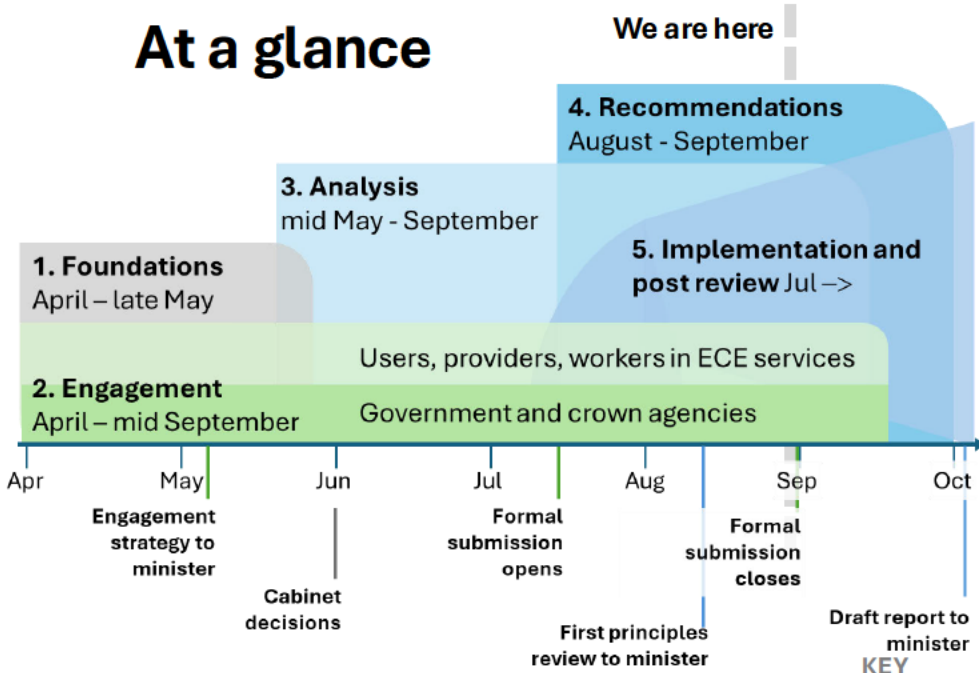 At a glance
We are here
4. Recommendations
August - September
3. Analysis
mid May - September
5. Implementation and
post review Jul –>
1. Foundations
April – late May
Users, providers, workers in ECE services
2. Engagement
April – mid September
Government and crown agencies
Apr
May
Jun
Jul
Aug
Sep
Oct
Engagement
strategy to
minister
Cabinet
decisions
Formal
submission
opens
First principles
review to minister
Formal
submission
closes
Draft report to
minister
KEY